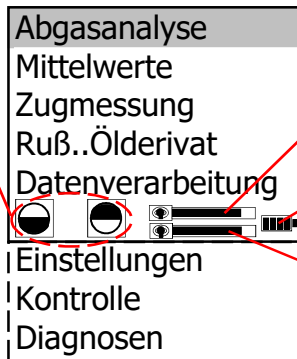 Abgasanalyse
Mittelwerte
Zugmessung
Ruß..Ölderivat
Datenverarbeitung
Einstellungen
Kontrolle
Diagnosen